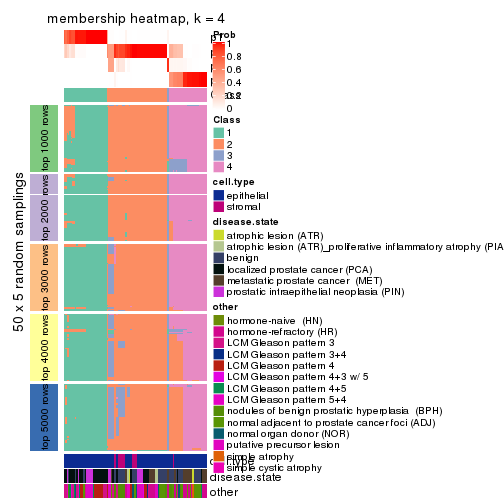 membership heatmap, k = 4
Prob
1
0.8
0.6
0.4
0.2
0
Class
1
2
3
4
cell.type
epithelial
stromal
disease.state
atrophic lesion (ATR)
atrophic lesion (ATR)_proliferative inflammatory atrophy (PIA
benign
localized prostate cancer (PCA)
metastatic prostate cancer (MET)
prostatic intraepithelial neoplasia (PIN)
other
hormone-naive (HN)
hormone-refractory (HR)
LCM Gleason pattern 3
LCM Gleason pattern 3+4
LCM Gleason pattern 4
LCM Gleason pattern 4+3 w/ 5
LCM Gleason pattern 4+5
LCM Gleason pattern 5+4
nodules of benign prostatic hyperplasia (BPH)
normal adjacent to prostate cancer foci (ADJ)
normal organ donor (NOR)
putative precursor lesion
simple atrophy
simple cystic atrophy
disease.state
other
50 x 5 random samplings
top 1000 rows
top 2000 rows
top 3000 rows
top 4000 rows
top 5000 rows